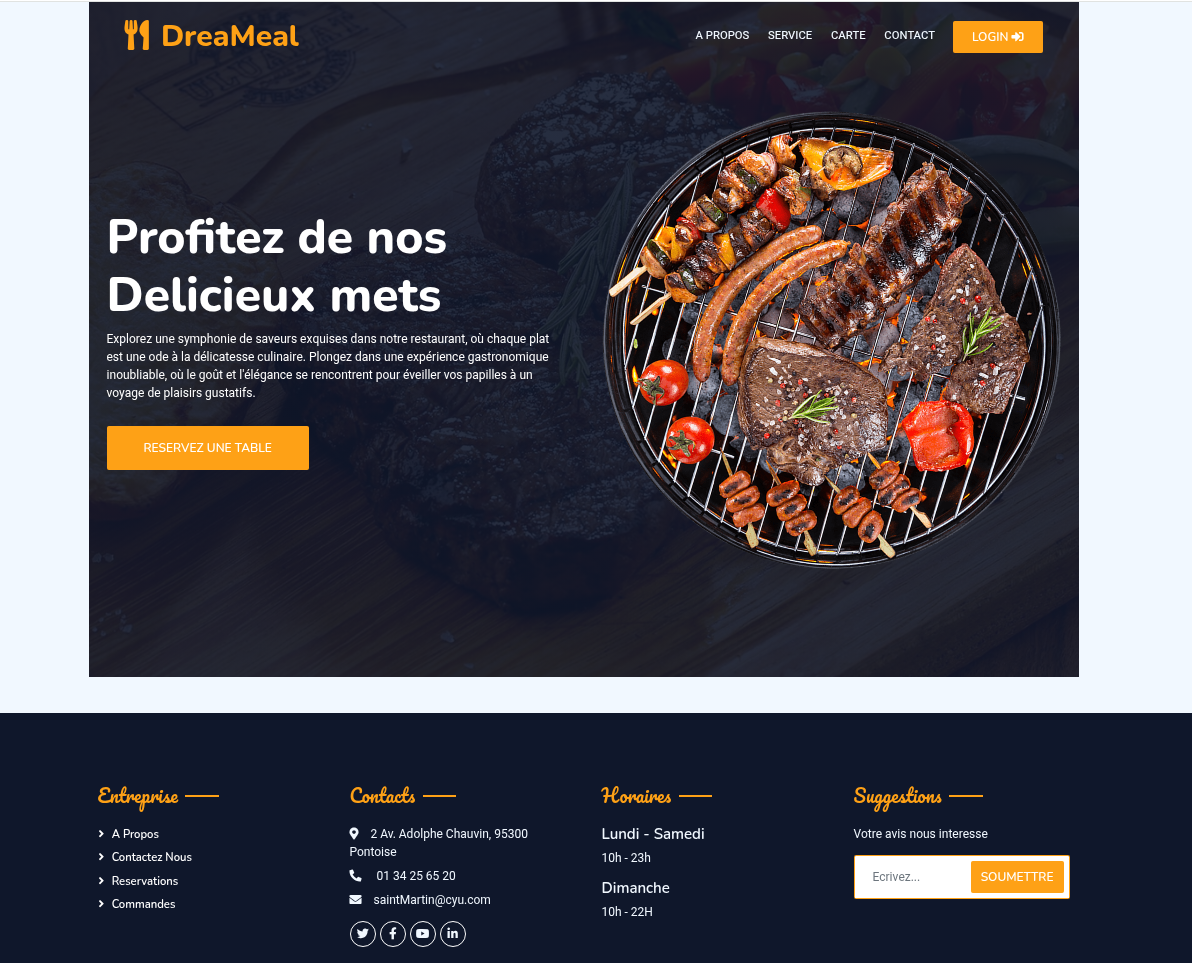 DreaMeal
A PROPOS
SERVICE
CARTE
CONTACT
LOGIN
Profitez de nos
Delicieux mets
Explorez une symphonie de saveurs exquises dans notre restaurant, où chaque plat
est une ode à la délicatesse culinaire. Plongez dans une expérience gastronomique
inoubliable, où le goût et l'élégance se rencontrent pour éveiller vos papilles à un
voyage de plaisirs gustatifs.
RESERVEZ UNE TABLE
Entreprise
A Propos
Contactez Nous
Reservations
Commandes
Contacts
2 Av. Adolphe Chauvin, 95300
Pontoise
01 34 25 65 20
saintMartin@cyu.com
Horaires
Lundi - Samedi
10h - 23h
Dimanche
10h - 22H
Suggestions
Votre avis nous interesse
Ecrivez...
SOUMETTRE